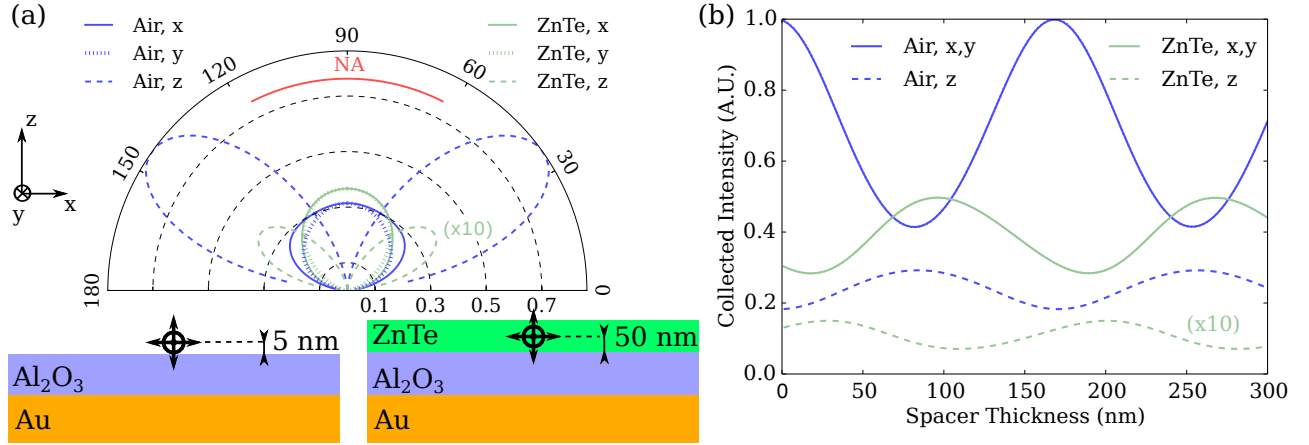 (a)
Air, x
Air, y
Air, z
ZnTe, x
ZnTe, y
ZnTe, z
90
NA
120
60
150
30
180
0
z
y
x
(x10)
0.1 0.3 0.5 0.7
5 nm
Al2O3
Au
ZnTe
50 nm
Al2O3
Au
(b)
Collected Intensity (A.U.)
1.0
0.8
0.6
0.4
0.2
0.0
Air, x,y
Air, z
ZnTe, x,y
ZnTe, z
(x10)
0 50 100 150 200 250 300
Spacer Thickness (nm)